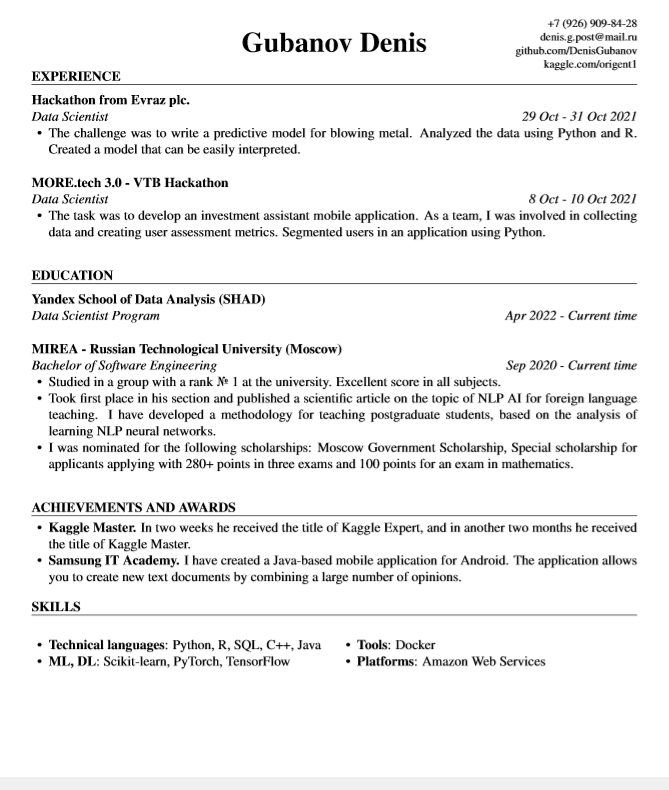 Gubanov Denis
+7 (926) 909-84-28
denis.g.post@mail.ru
github.com/DenisGubanov
kaggle.com/origent1
EXPERIENCE
Hackathon from Evraz plc.
Data Scientist 29 Oct - 31 Oct 2021
• The challenge was to write a predictive model for blowing metal. Analyzed the data using Python and R.
Created a model that can be easily interpreted.
MORE.tech 3.0 - VTB Hackathon
Data Scientist 8 Oct - 10 Oct 2021
• The task was to develop an investment assistant mobile application. As a team, I was involved in collecting
data and creating user assessment metrics. Segmented users in an application using Python.
EDUCATION
Yandex School of Data Analysis (SHAD)
Data Scientist Program Apr 2022 - Current time
MIREA - Russian Technological University (Moscow)
Bachelor of Software Engineering Sep 2020 - Current time
• Studied in a group with a rank № 1 at the university. Excellent score in all subjects.
• Took first place in his section and published a scientific article on the topic of NLP AI for foreign language
teaching. I have developed a methodology for teaching postgraduate students, based on the analysis of
learning NLP neural networks.
• I was nominated for the following scholarships: Moscow Government Scholarship, Special scholarship for
applicants applying with 280+ points in three exams and 100 points for an exam in mathematics.
ACHIEVEMENTS AND AWARDS
• Kaggle Master. In two weeks he received the title of Kaggle Expert, and in another two months he received
the title of Kaggle Master.
• Samsung IT Academy. I have created a Java-based mobile application for Android. The application allows
you to create new text documents by combining a large number of opinions.
SKILLS
• Technical languages: Python, R, SQL, C++, Java
• ML, DL: Scikit-learn, PyTorch, TensorFlow
• Tools: Docker
• Platforms: Amazon Web Services